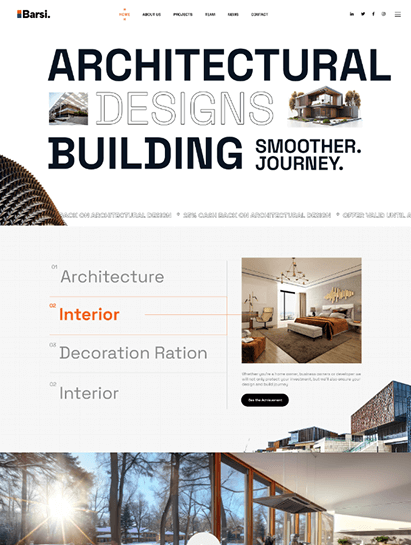 Barsi.
HOME ABOUT US PROJECTS TEAM NEWS CONTACT
ARCHITECTURAL
DESIGNS
BUILDING SMOOTHER.
JOURNEY.
BACK ON ARCHITECTURAL DESIGN * 20% CASH BACK ON ARCHITECTURAL DESIGN * OFFER VALID UNTIL
01 Architecture
02 Interior
03 Decoration Ration
02 Interior
Whether you're a home owner, business owners or developer we
will not only protect your investment, but we'll also ensure your
design and build journey
See the Achievement